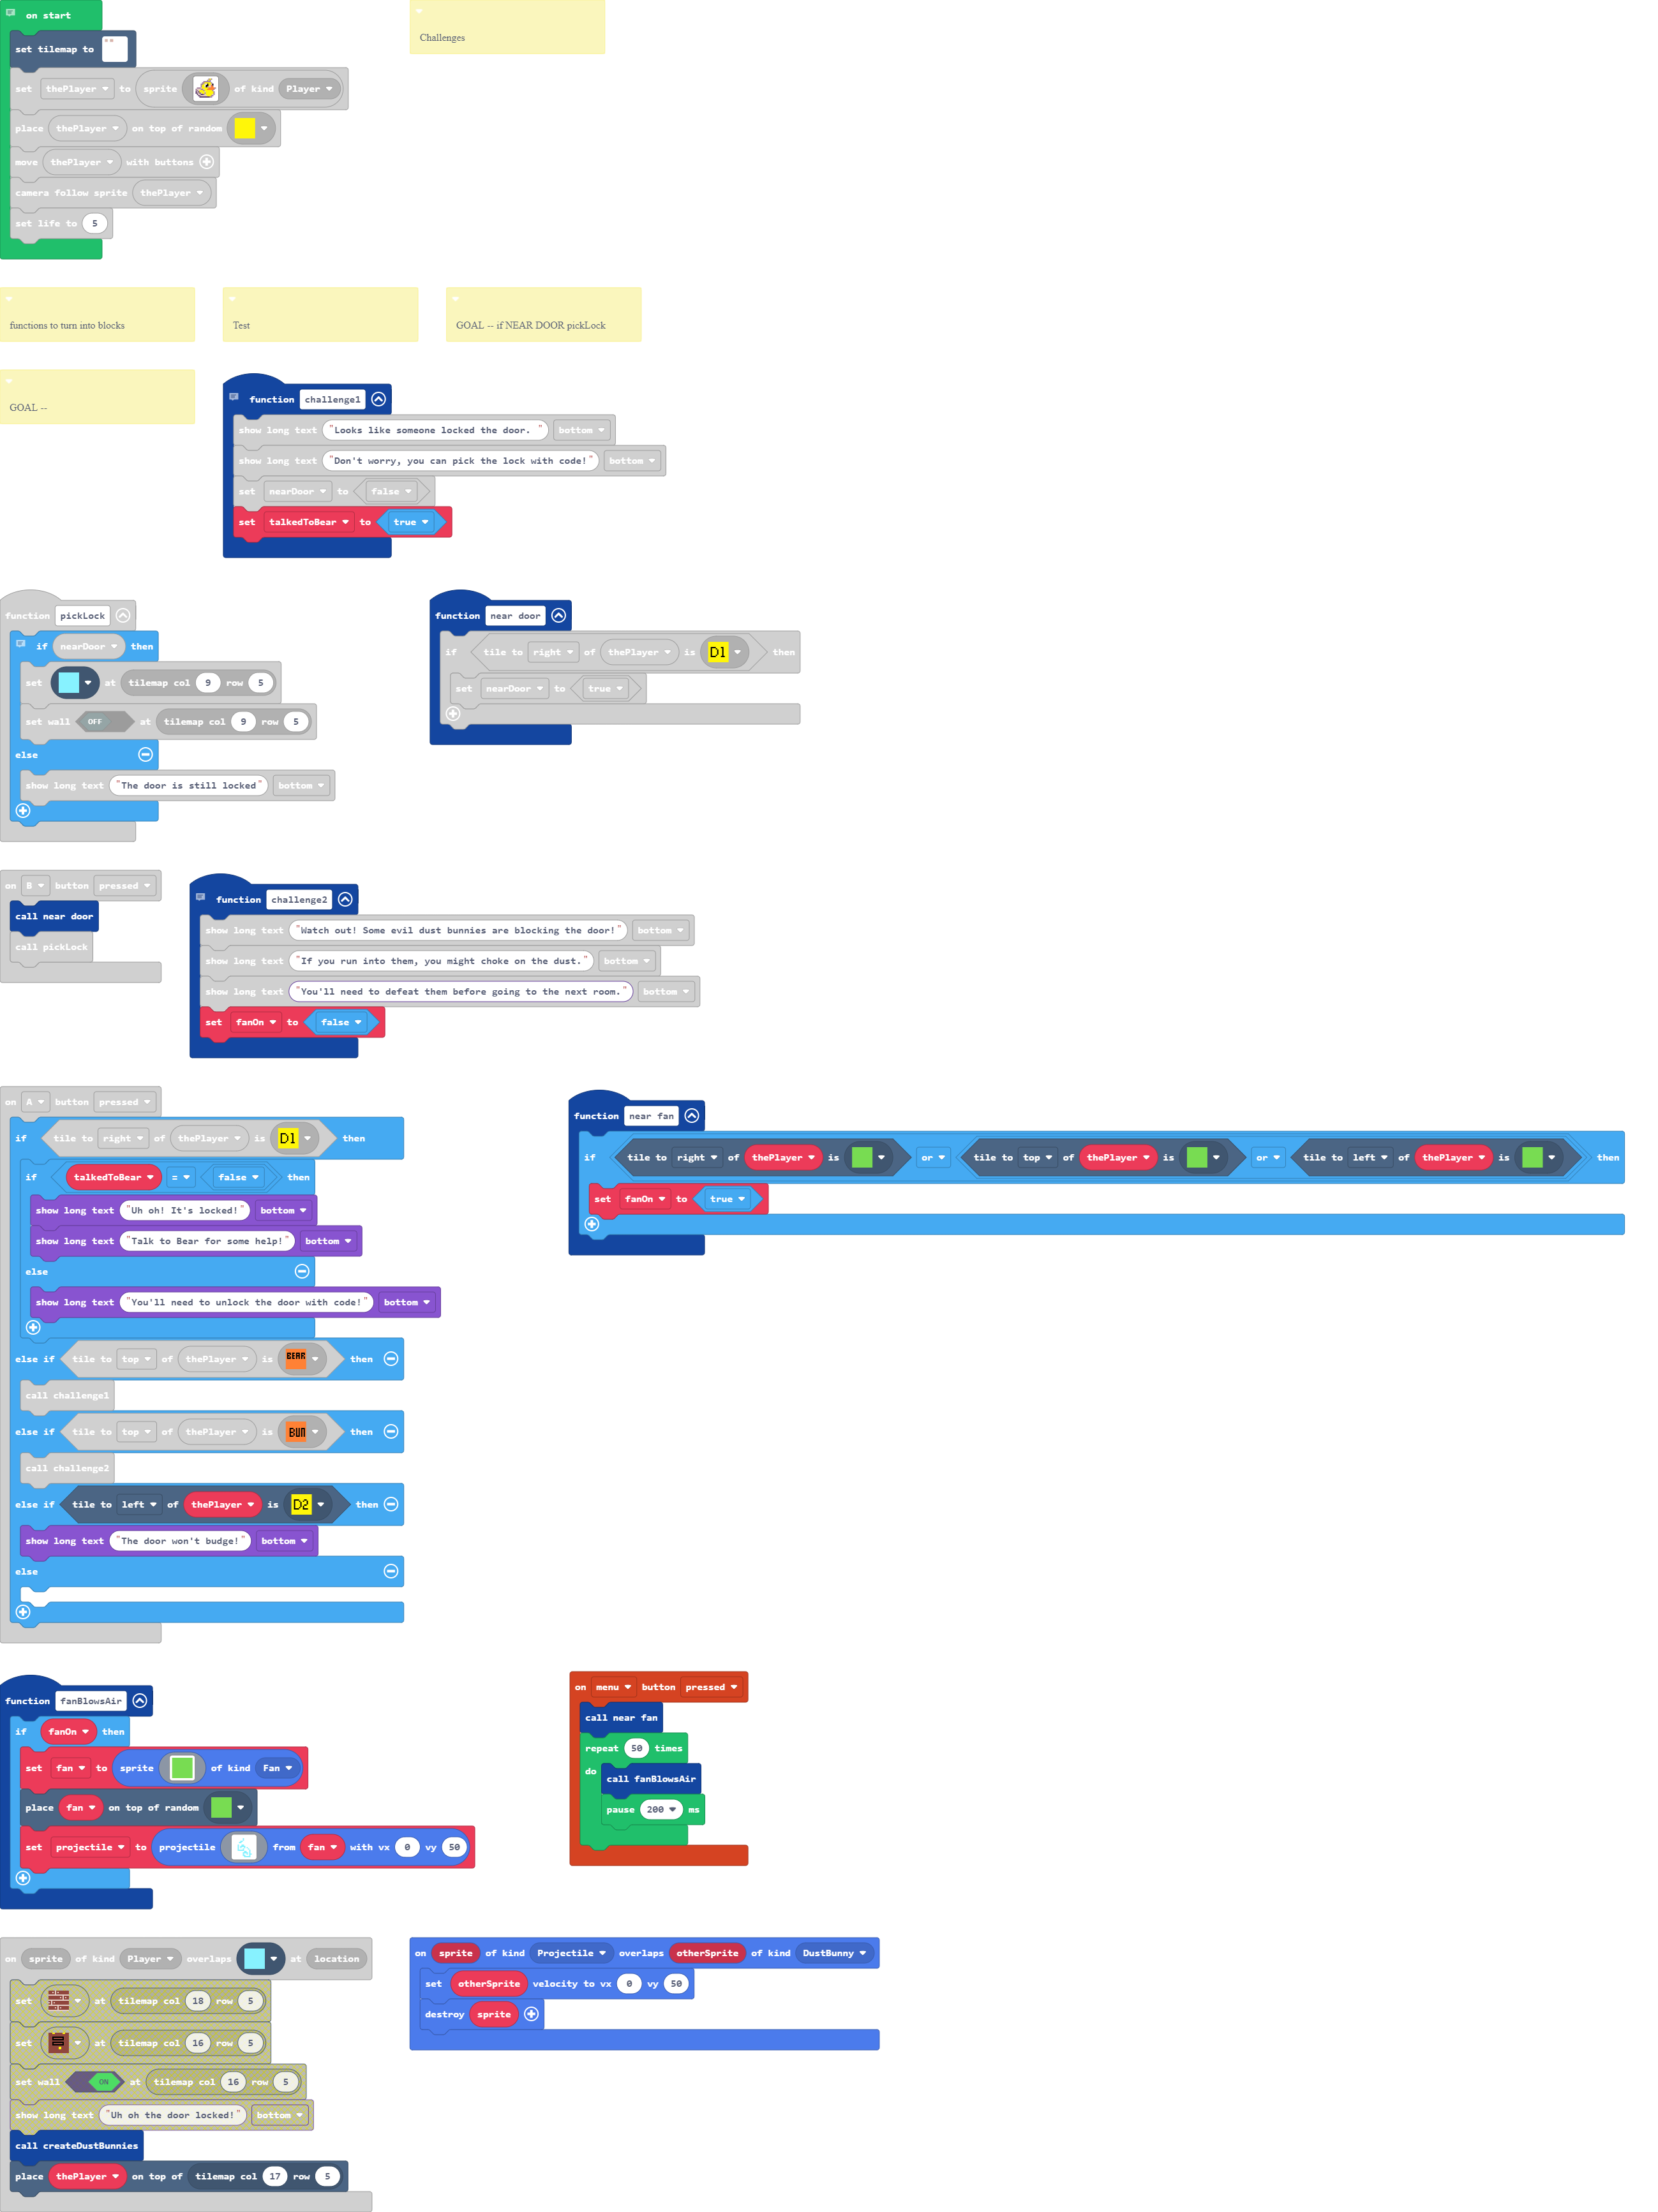 on start
Challenges
set tilemap to
set thePlayer to sprite of kind Player
place thePlayer on top of random
move thePlayer with buttons
camera follow sprite thePlayer
set life to 5
functions to turn into blocks
Test
GOAL -- if NEAR DOOR pickLock
GOAL --
function challenge1
show long text "Looks like someone locked the door. " bottom
show long text "Don't worry, you can pick the lock with code!" bottom
set nearDoor to false
set talkedToBear to true
function pickLock
if nearDoor then
set at tilemap col 9 row 5
set wall OFF at tilemap col 9 row 5
else
show long text "The door is still locked" bottom
function near door
if tile to right of thePlayer is D1 then
set nearDoor to true
on B button pressed
call near door
call pickLock
function challenge2
show long text "Watch out! Some evil dust bunnies are blocking the door!" bottom
show long text "If you run into them, you might choke on the dust." bottom
show long text "You'll need to defeat them before going to the next room." bottom
set fanOn to false
on A button pressed
if tile to right of thePlayer is D1 then
if talkedToBear = false then
show long text "Uh oh! It's locked!" bottom
show long text "Talk to Bear for some help!" bottom
else
show long text "You'll need to unlock the door with code!" bottom
else if tile to top of thePlayer is BEAR then
call challenge1
else if tile to top of thePlayer is BUN then
call challenge2
else if tile to left of thePlayer is D2 then
show long text "The door won't budge!" bottom
else
function near fan
if tile to right of thePlayer is or tile to top of thePlayer is or tile to left of thePlayer is then
set fanOn to true
function fanBlowsAir
if fanOn then
set fan to sprite of kind Fan
place fan on top of random
set projectile to projectile from fan with vx 0 vy 50
on menu button pressed
call near fan
repeat 50 times
do call fanBlowsAir
pause 200 ms
on sprite of kind Player overlaps at location
set at tilemap col 18 row 5
set at tilemap col 16 row 5
set wall ON at tilemap col 16 row 5
show long text "Uh oh the door locked!" bottom
call createDustBunnies
place thePlayer on top of tilemap col 17 row 5
on sprite of kind Projectile overlaps otherSprite of kind DustBunny
set otherSprite velocity to vx 0 vy 50
destroy sprite